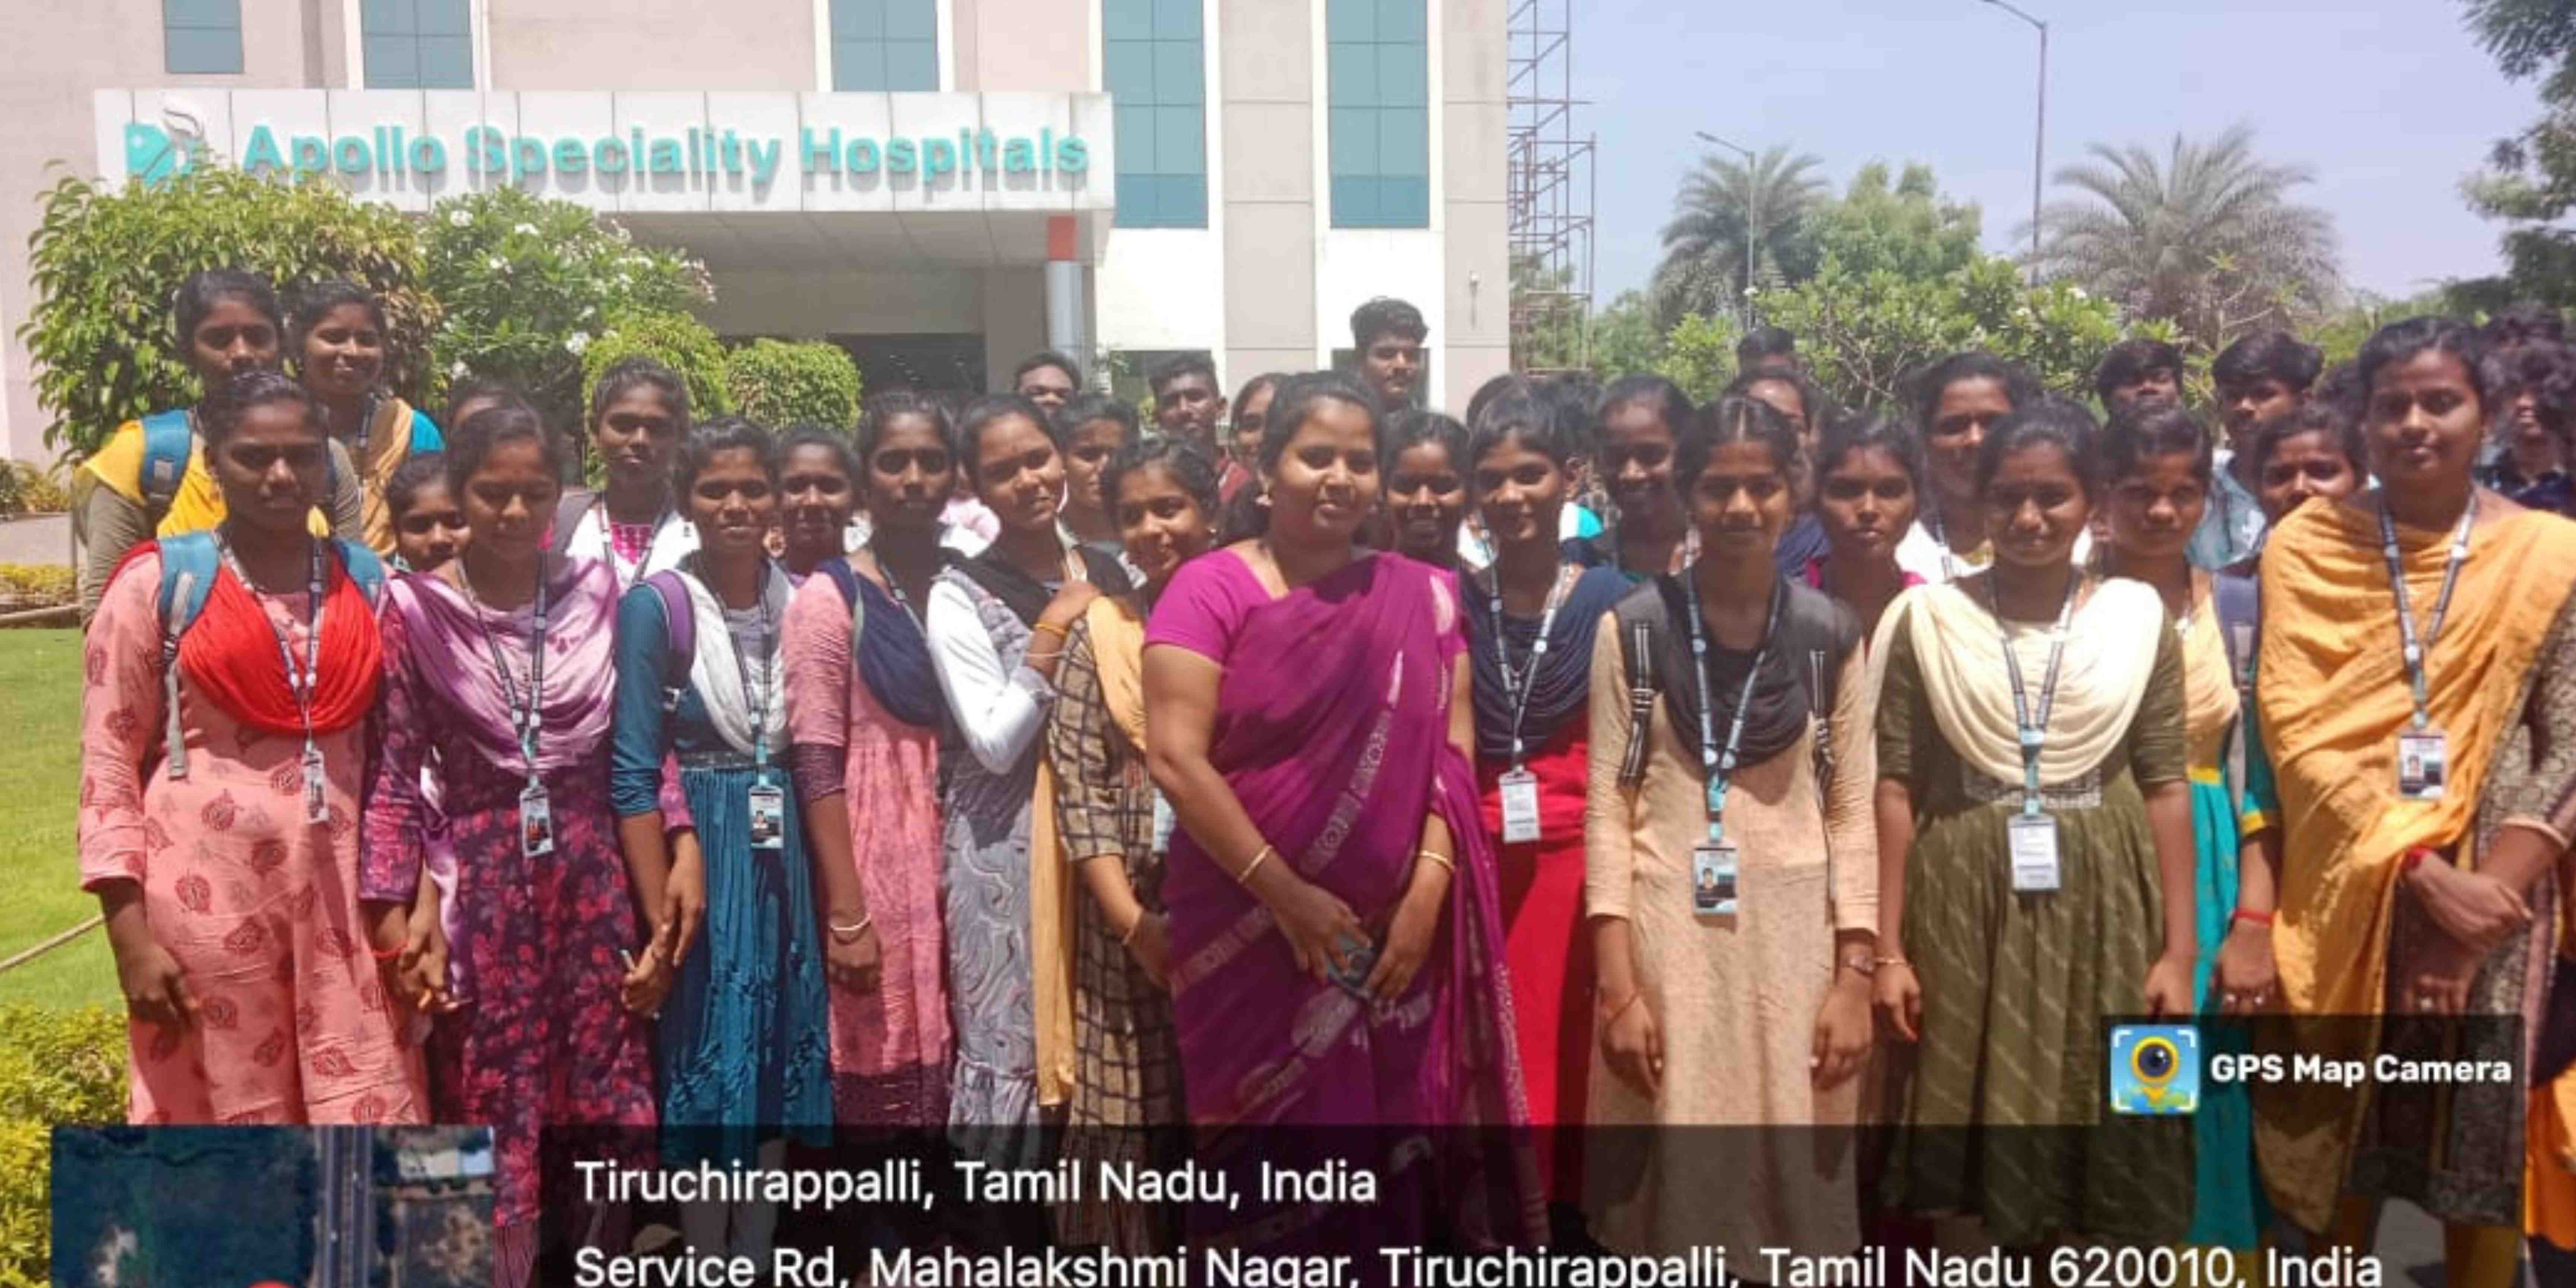 Apollo Speciality Hospitals
GPS Map Camera
Tiruchirappalli, Tamil Nadu, India
Service Rd, Mahalakshmi Nagar, Tiruchirappalli, Tamil Nadu 620010, India